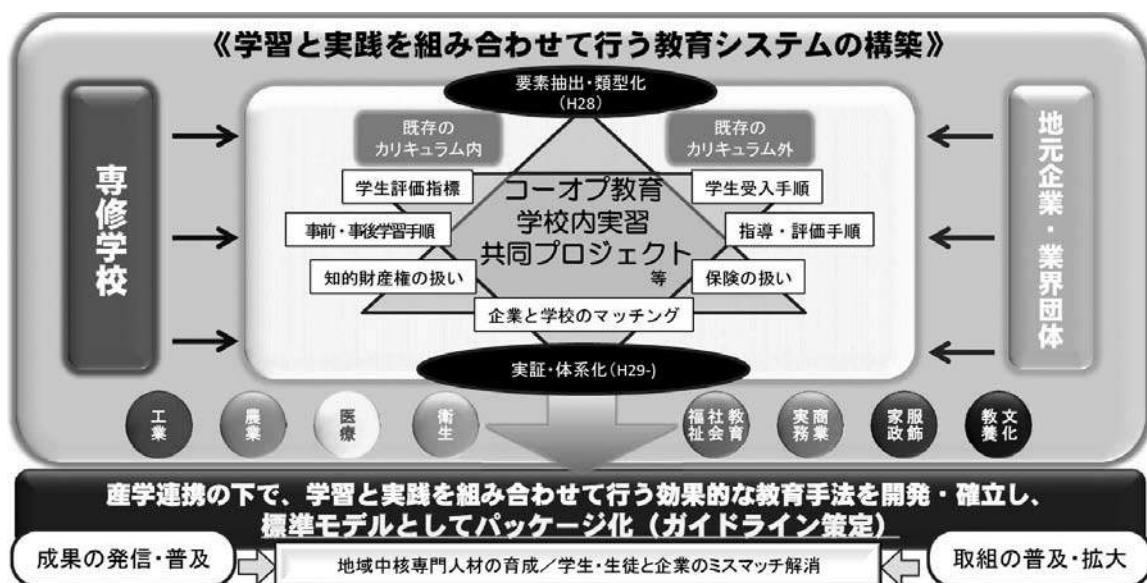 《学習と実践を組み合わせて行う教育システムの構築》
要素抽出・類型化
(H28)
専修学校
地元企業・業界団体
既存の
カリキュラム内
既存の
カリキュラム外
学生評価指標
学生受入手順
コーオプ教育
学校内実習
共同プロジェクト
等
事前・事後学習手順
指導・評価手順
知的財産権の扱い
保険の扱い
企業と学校のマッチング
実証・体系化(H29-)
工業
農業
医療
衛生
教育社会福祉
商業実務
服飾家政
文化教養
産学連携の下で、学習と実践を組み合わせて行う効果的な教育手法を開発・確立し、
標準モデルとしてパッケージ化（ガイドライン策定）
成果の発信・普及
地域中核専門人材の育成／学生・生徒と企業のミスマッチ解消
取組の普及・拡大